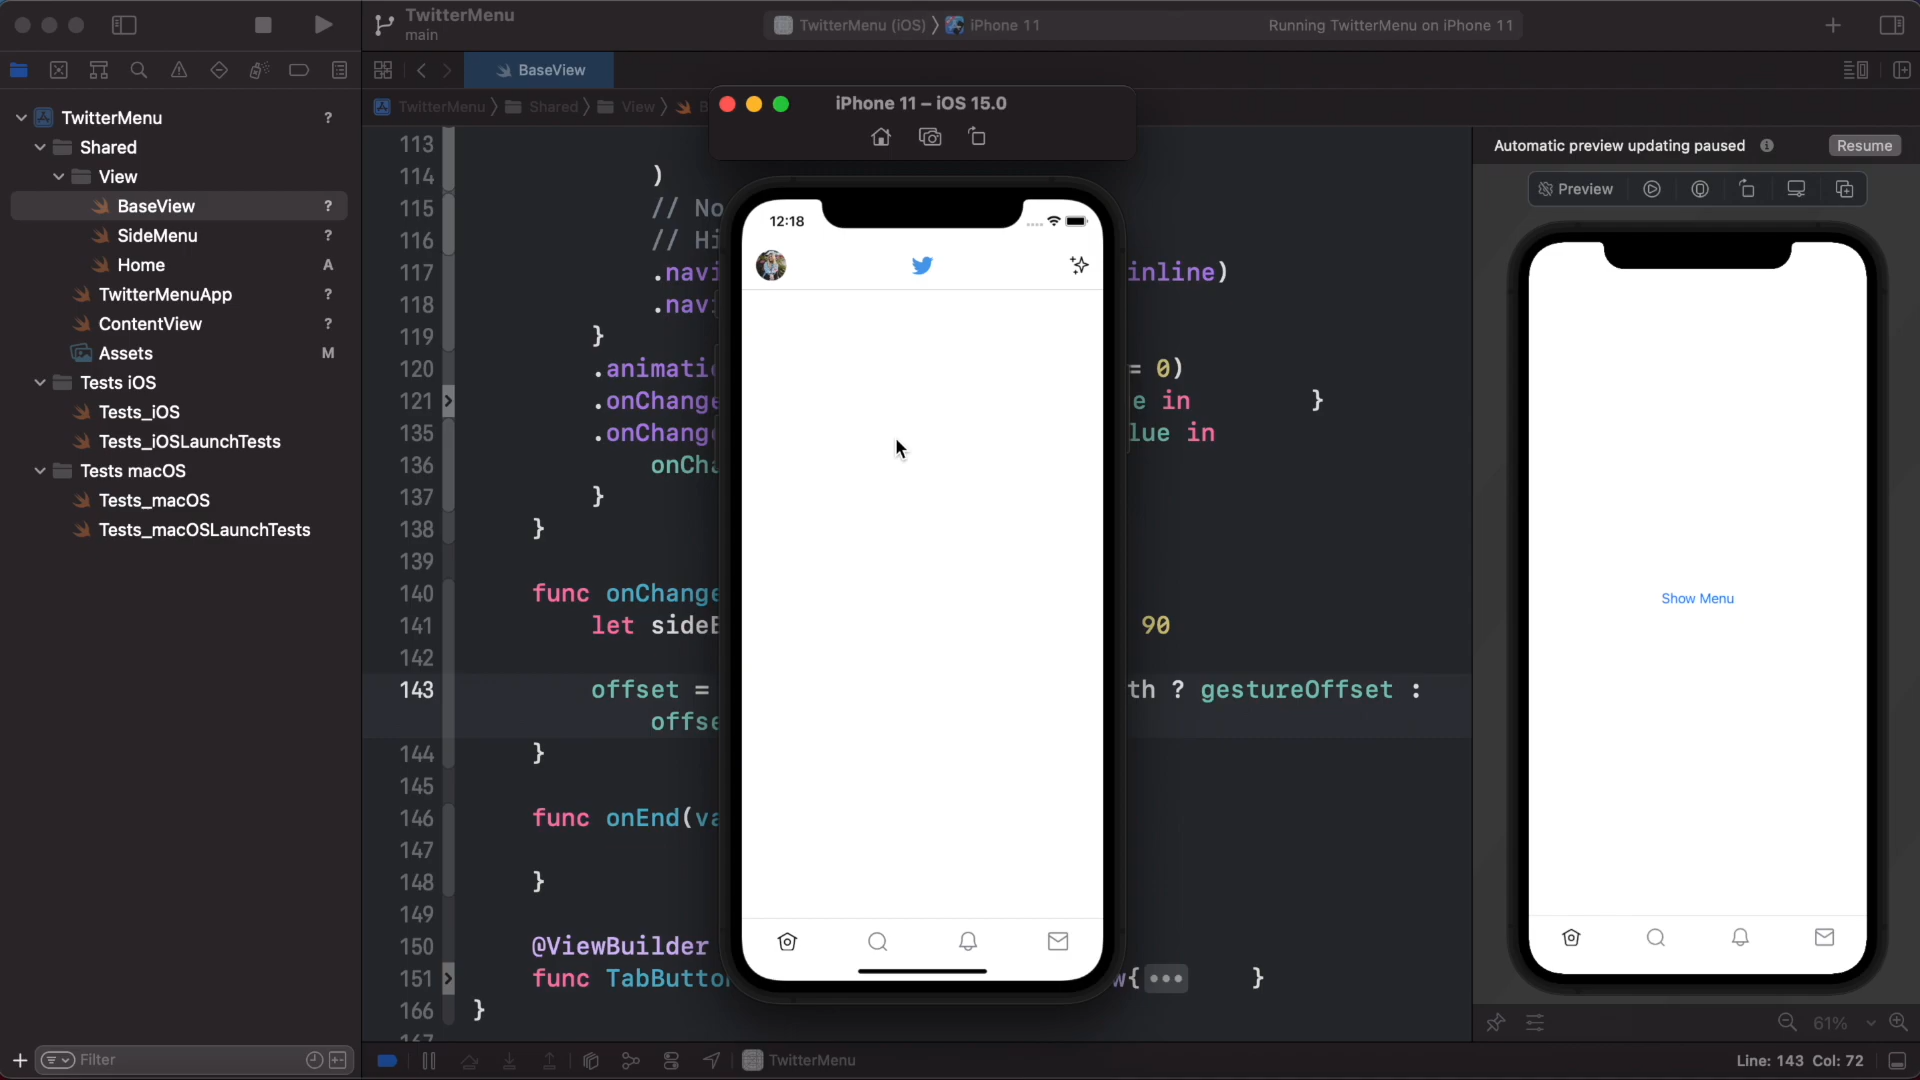 TwitterMenu
main
TwitterMenu (iOS) ❯ iPhone 11
Running TwitterMenu on iPhone 11
BaseView
TwitterMenu ❯ Shared ❯ View ❯ B
TwitterMenu ?
Shared
View
BaseView ?
SideMenu ?
Home A
TwitterMenuApp ?
ContentView ?
Assets M
Tests iOS
Tests_iOS
Tests_iOSLaunchTests
Tests macOS
Tests_macOS
Tests_macOSLaunchTests
Filter
113
114 )
115 // No
116 // Hi
117 .navi inline)
118 .navi
119 }
120 .animati = 0)
121 .onChange e in }
135 .onChange lue in
136 onCha
137 }
138 }
139
140 func onChange
141 let sideB 90
142
143 offset = th ? gestureOffset :
offse
144 }
145
146 func onEnd(va
147
148 }
149
150 @ViewBuilder
151 func TabButto w{••• }
166 }
167
iPhone 11 – iOS 15.0
12:18
Automatic preview updating paused
Resume
Preview
Show Menu
61%
TwitterMenu
Line: 143 Col: 72